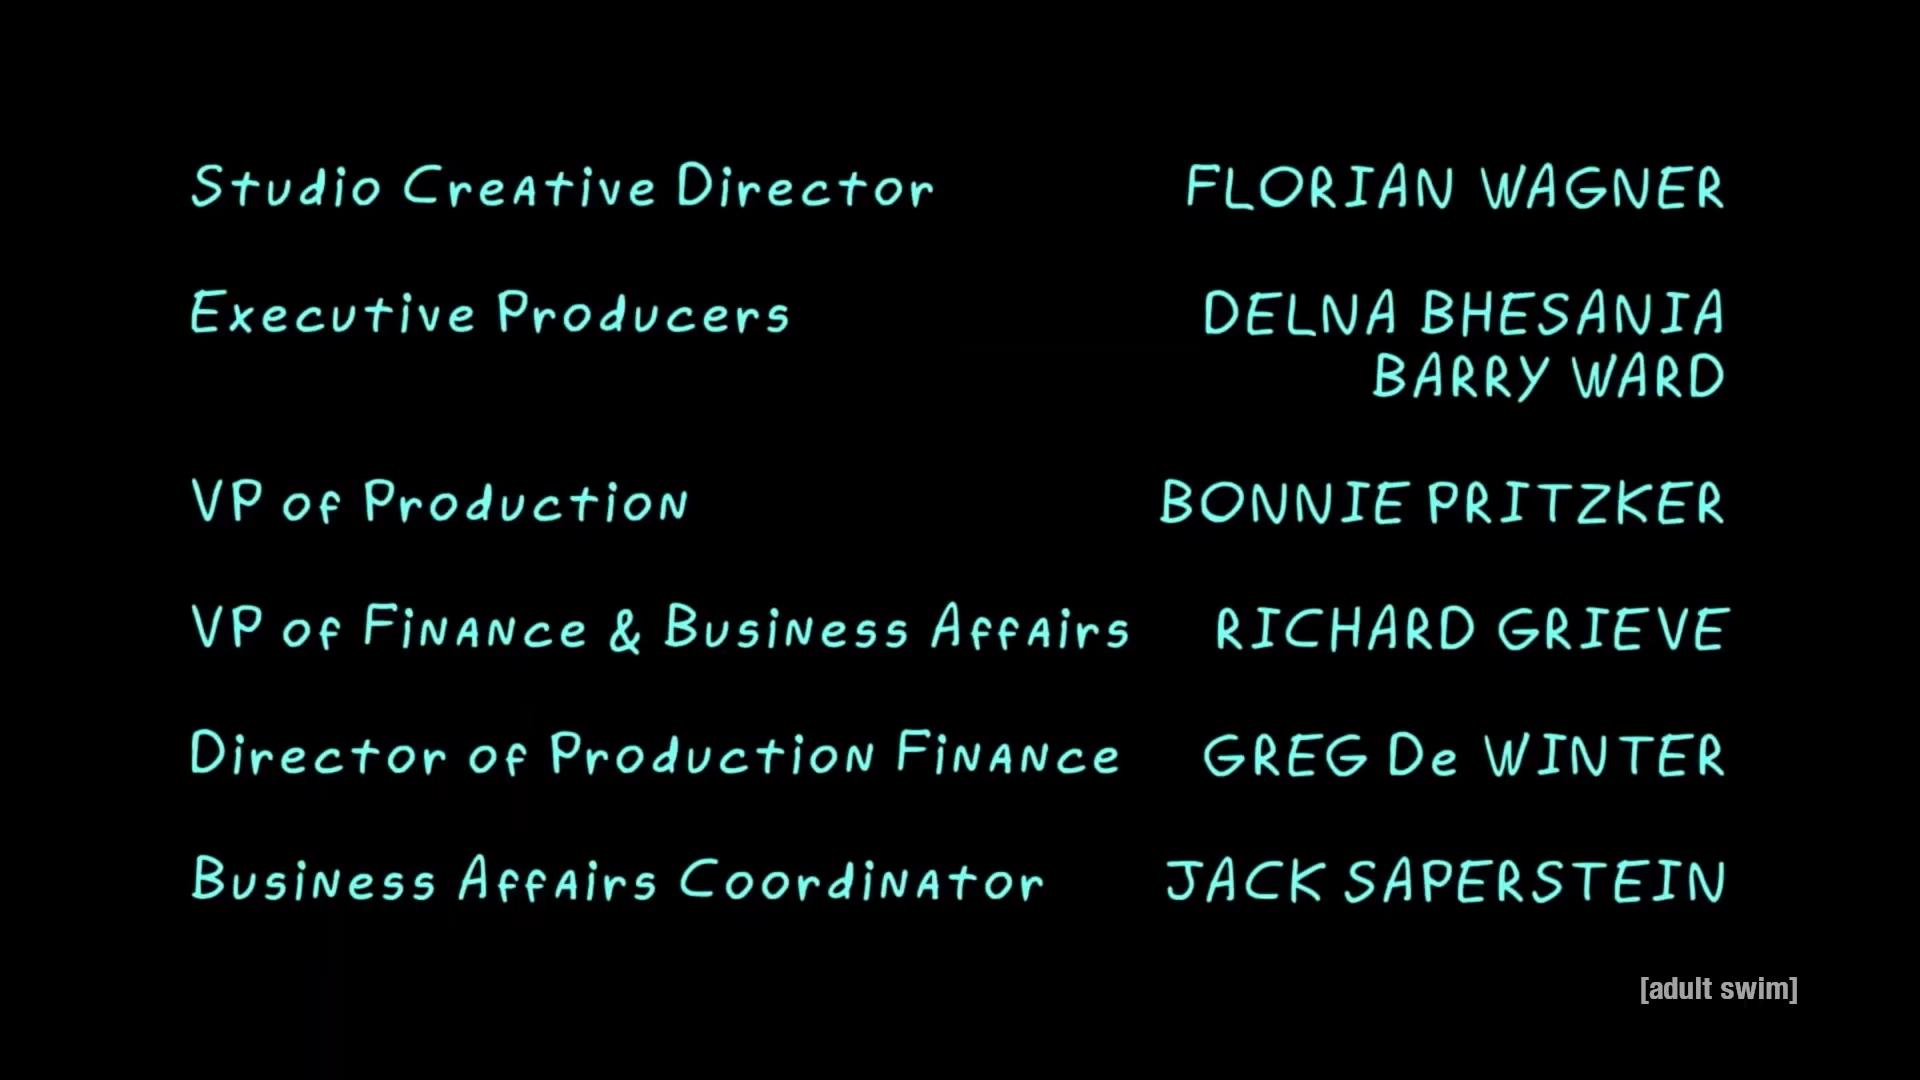 Studio Creative Director FLORIAN WAGNER
Executive Producers DELNA BHESANIA
BARRY WARD
VP of Production BONNIE PRITZKER
VP of Finance & Business Affairs RICHARD GRIEVE
Director of Production Finance GREG De WINTER
Business Affairs Coordinator JACK SAPERSTEIN
[adult swim]